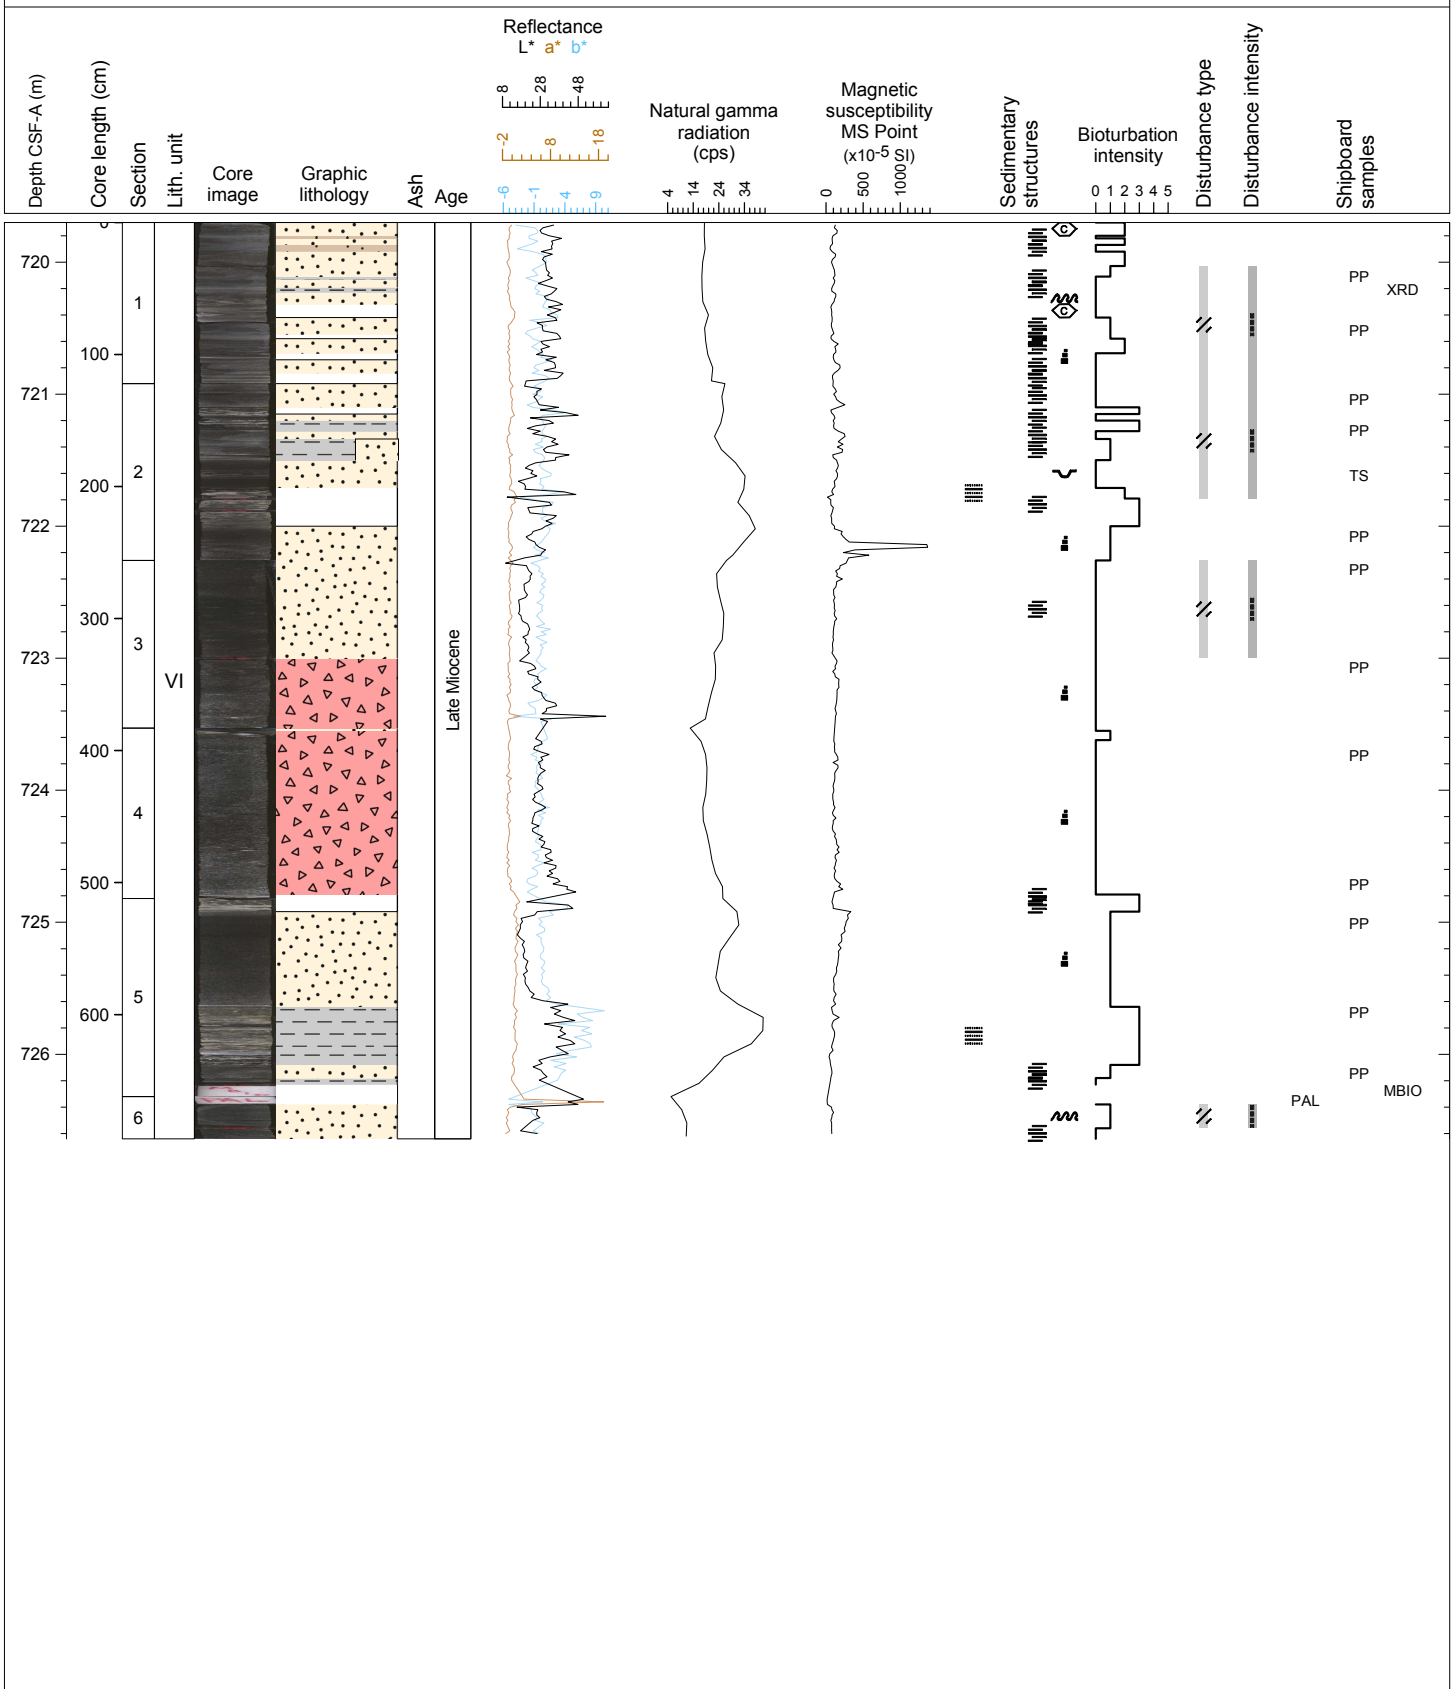 Depth CSF-A (m)
Core length (cm)
Section
Lith. unit
Core
image
Graphic
lithology
Ash
Age
Reflectance
L* a* b*
8 28 48
-2 8 18
-6 -1 4 9
Natural gamma
radiation
(cps)
4 14 24 34
Magnetic
susceptibility
MS Point
(x10-5 SI)
0 500 1000
Sedimentary
structures
Bioturbation
intensity
0 1 2 3 4 5
Disturbance type
Disturbance intensity
Shipboard
samples
0
C
720
PP
XRD
1
C
PP
100
721
PP
PP
2
TS
200
722
PP
PP
300
3
723
PP
VI
Late Miocene
400
PP
724
4
500
PP
725
PP
5
600
PP
726
PP
MBIO
PAL
PAL
6